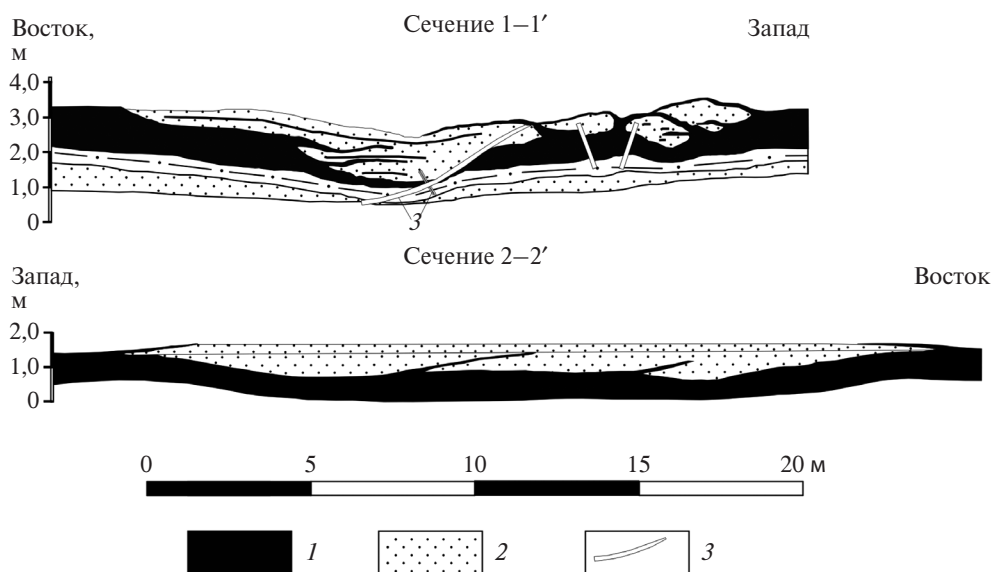 Сечение 1–1′
Восток,
м
Запад
4,0
3,0
2,0
1,0
0
3
Сечение 2–2′
Запад,
м
Восток
2,0
1,0
0
0 5 10 15 20 м
1 2 3